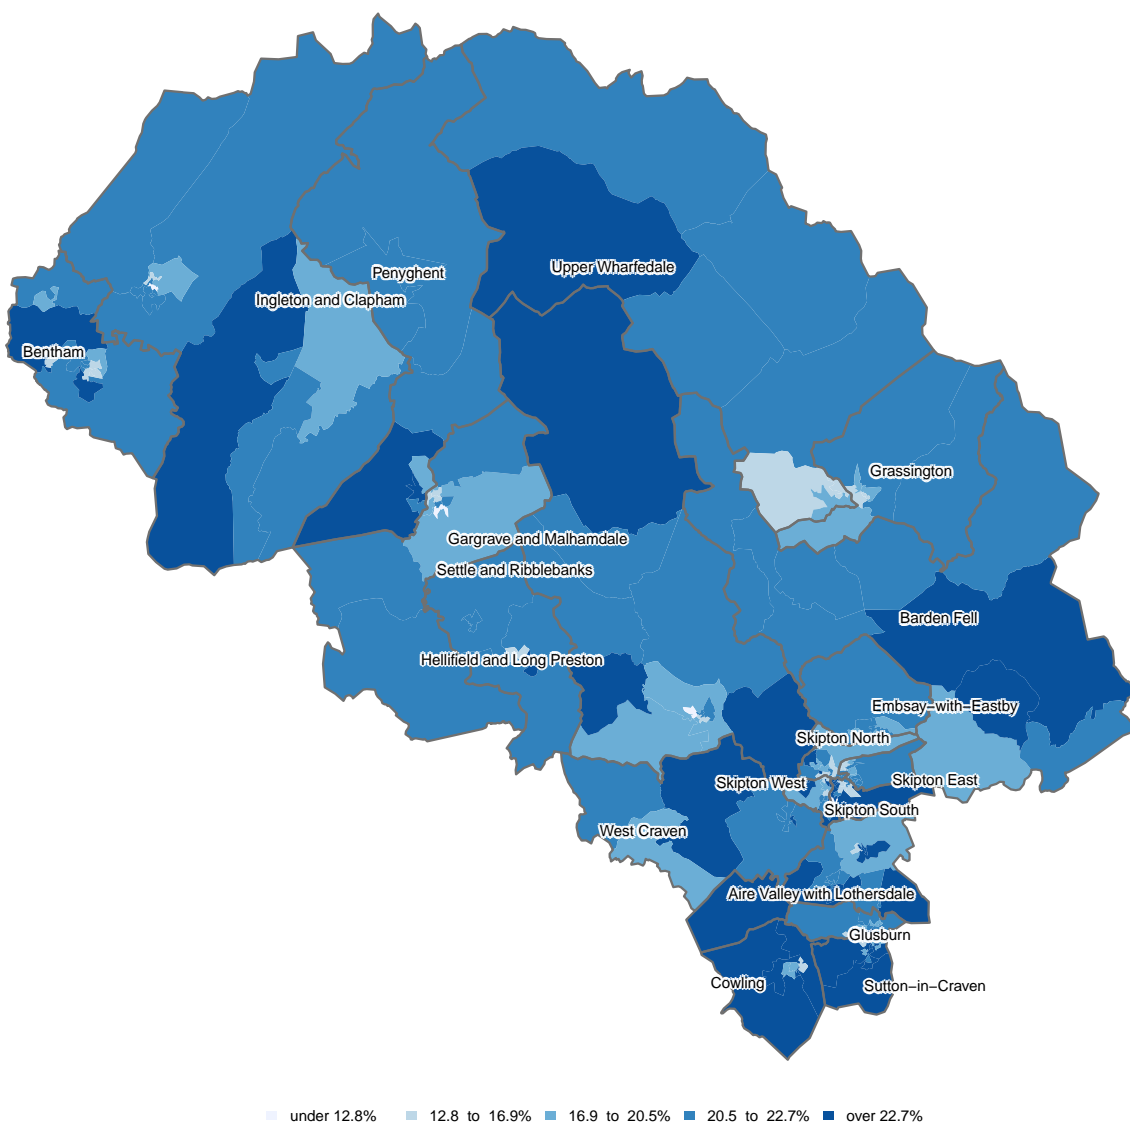 Upper Wharfedale
Penyghent
Ingleton and Clapham
Bentham
Grassington
Gargrave and Malhamdale
Settle and Ribblebanks
Barden Fell
Hellifield and Long Preston
Embsay−with−Eastby
Skipton North
Skipton West
Skipton East
Skipton South
West Craven
Aire Valley with Lothersdale
Glusburn
Cowling
Sutton−in−Craven
under 12.8% 12.8 to 16.9% 16.9 to 20.5% 20.5 to 22.7% over 22.7%